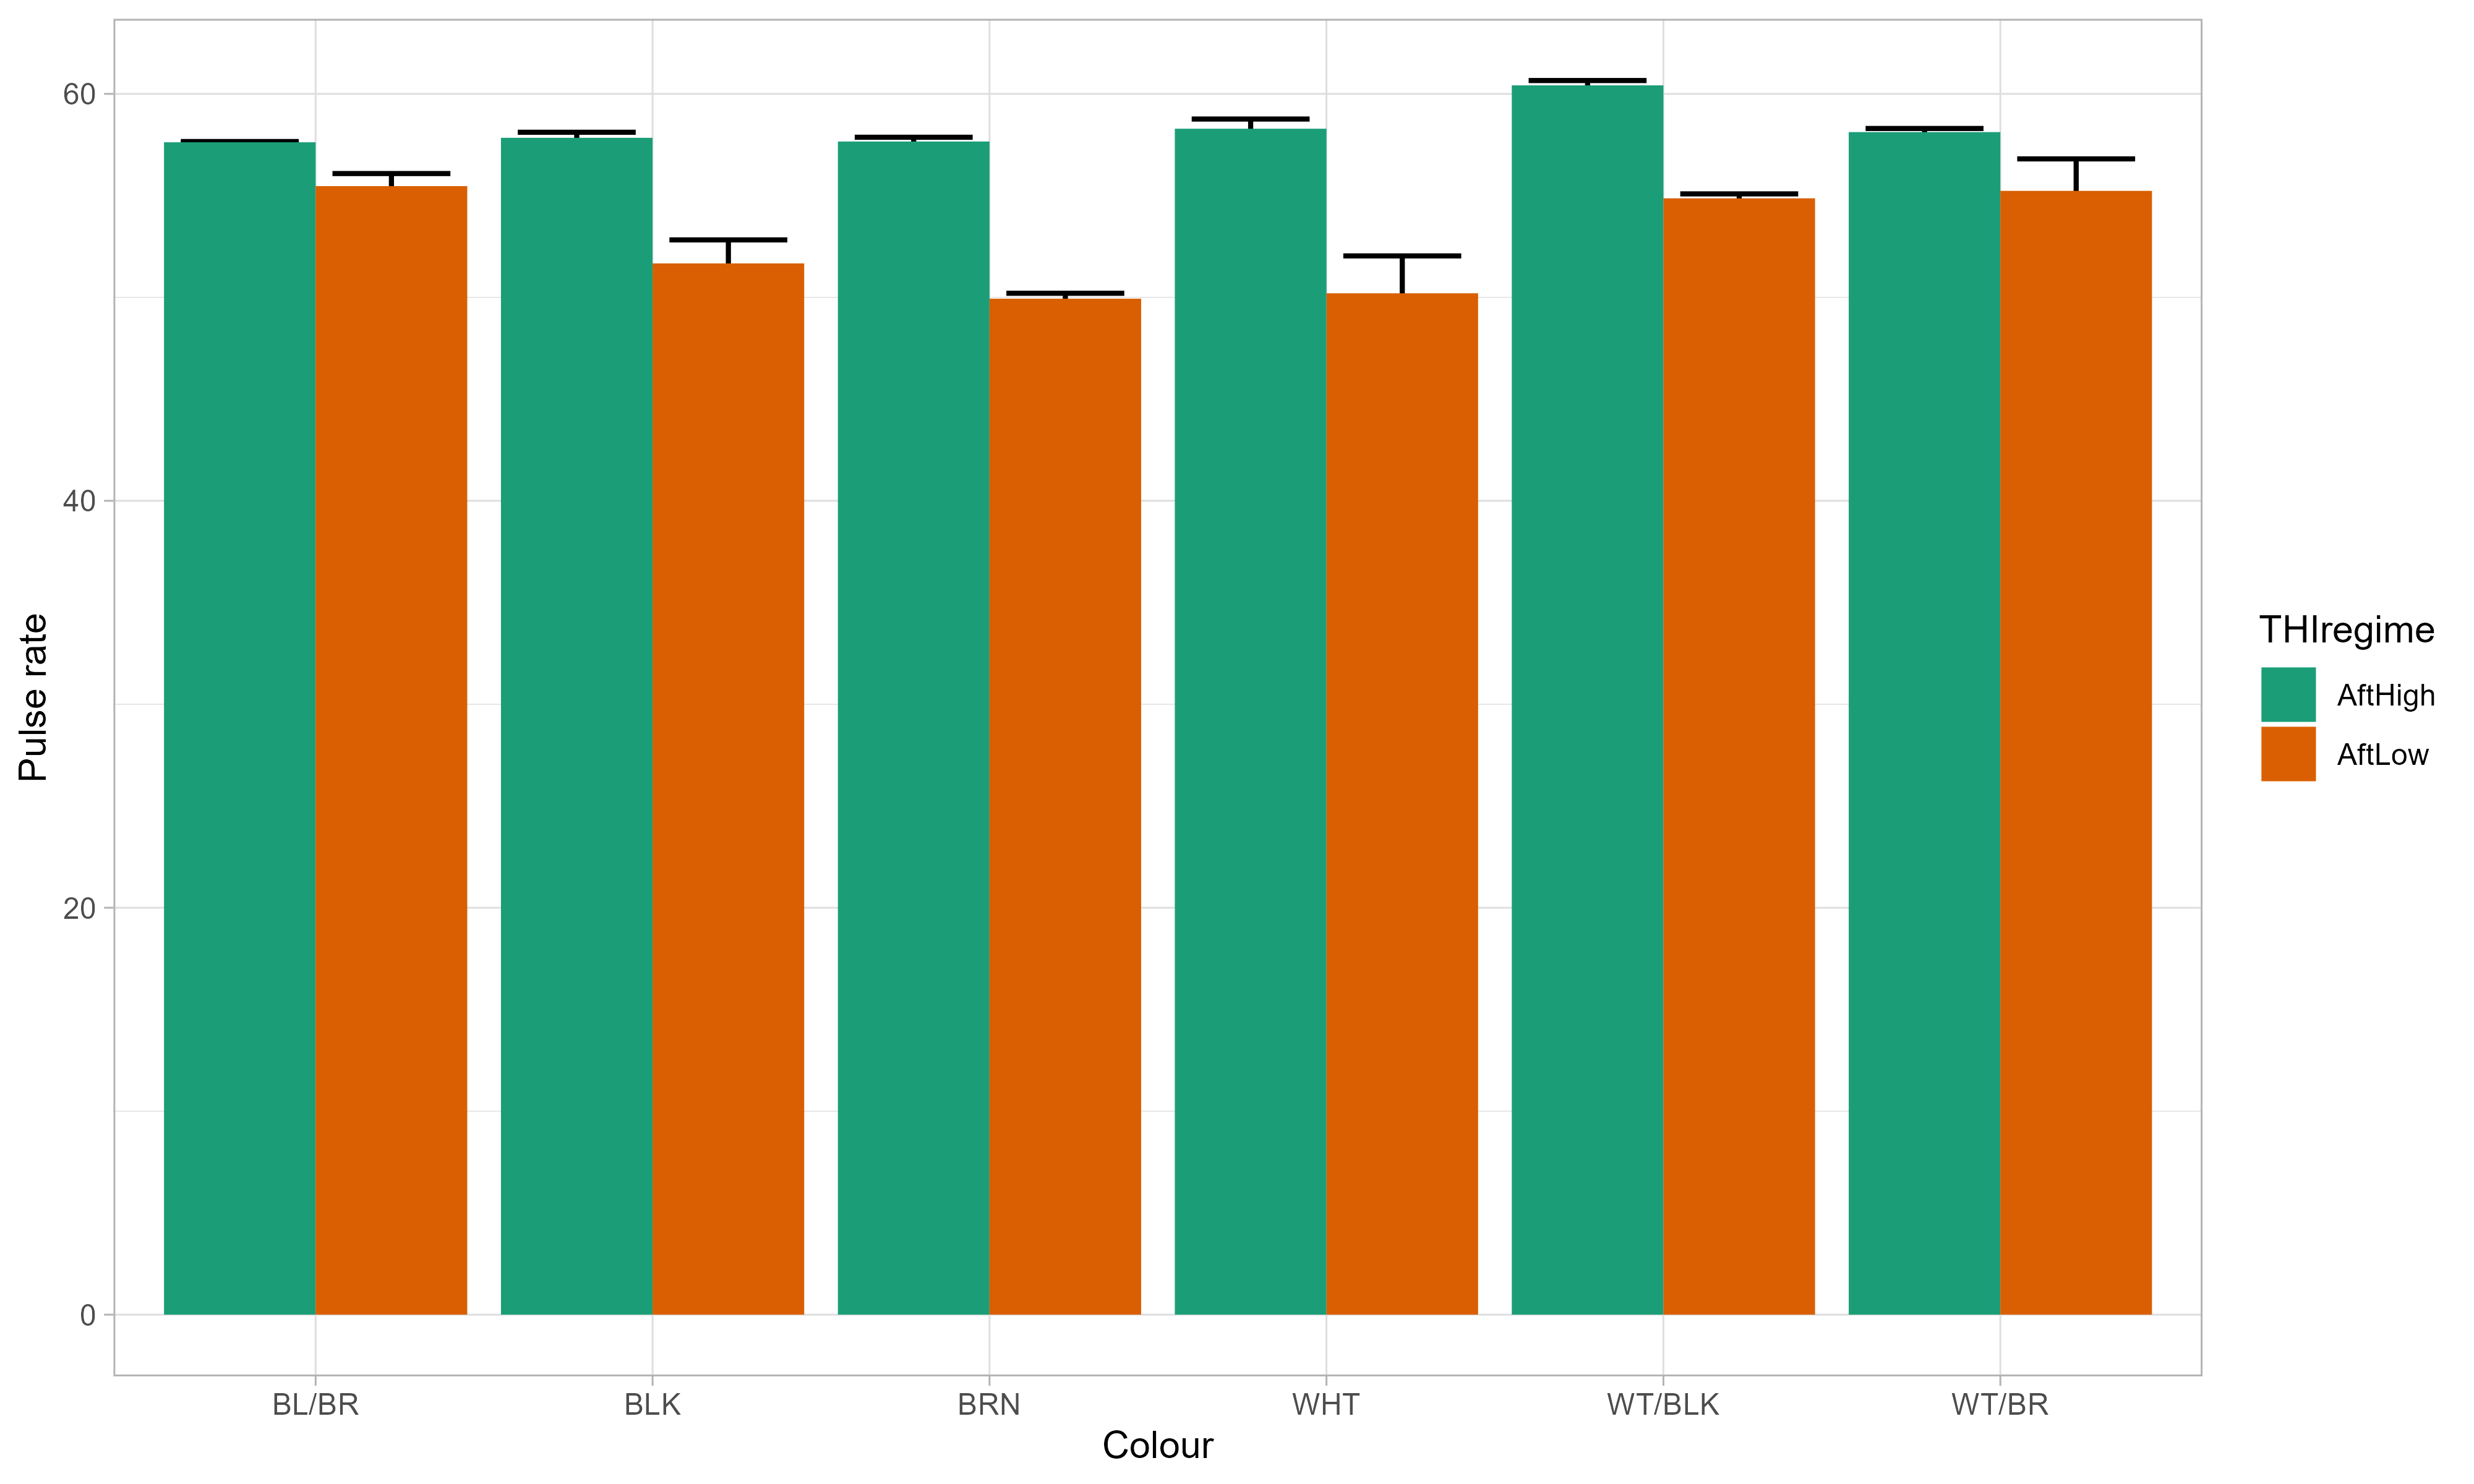 60
40
20
0
Pulse rate
BL/BR BLK BRN WHT WT/BLK WT/BR
Colour
THIregime
AftHigh
AftLow